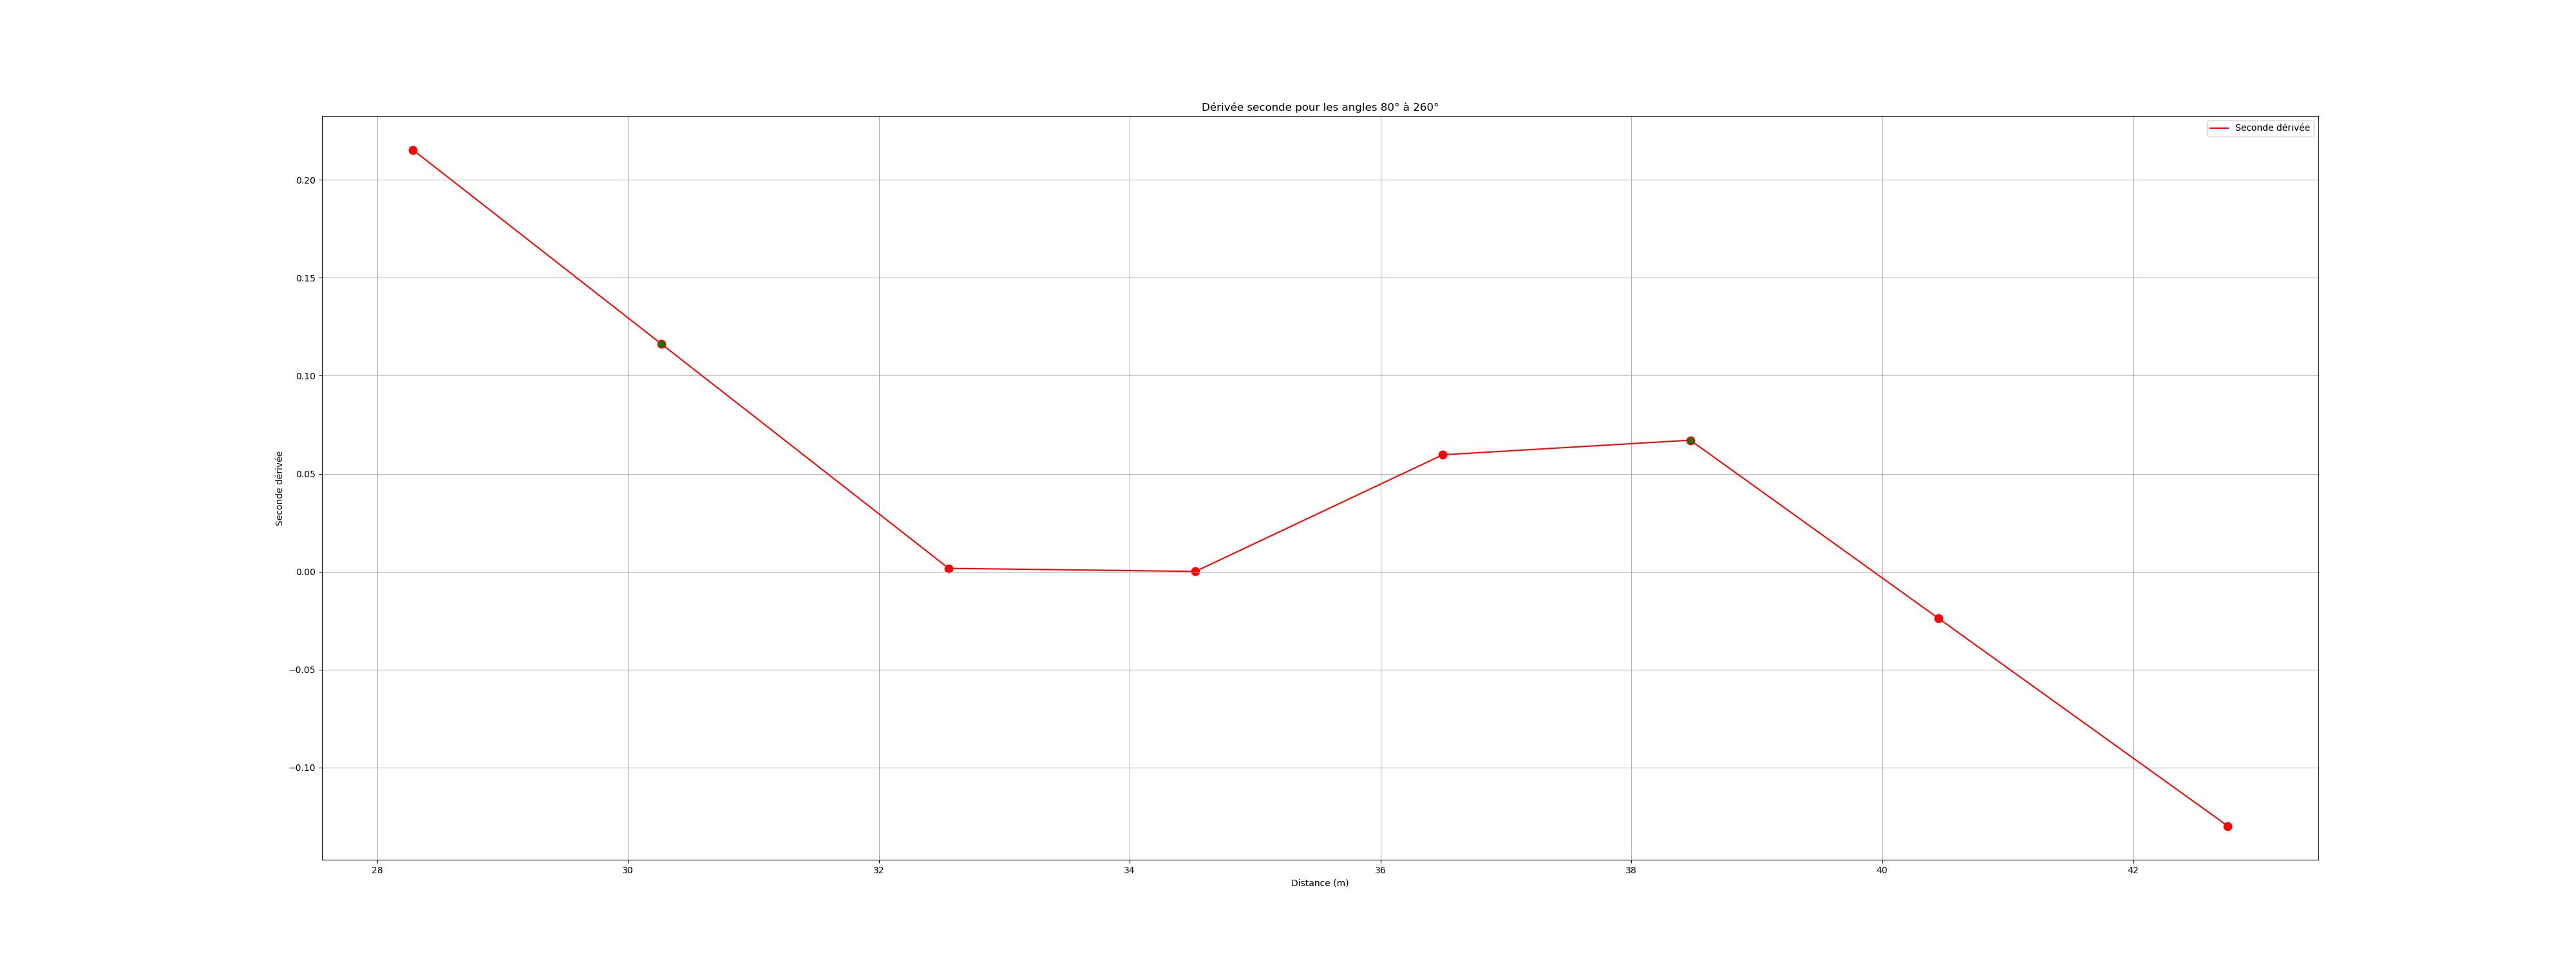 Dérivée seconde pour les angles 80° à 260°
Seconde dérivée
0.20
0.15
0.10
0.05
0.00
−0.05
−0.10
Seconde dérivée
28 30 32 34 36 38 40 42
Distance (m)